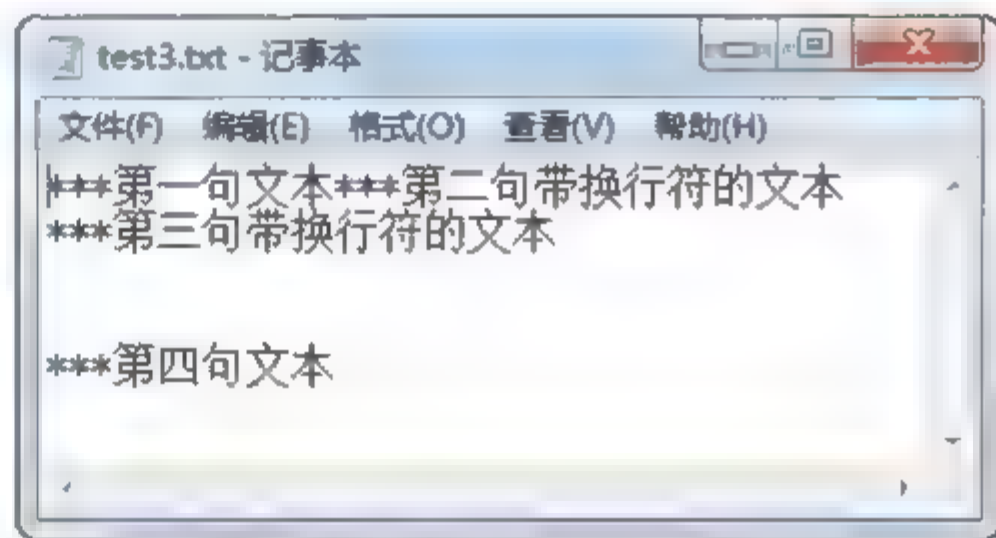 test3.txt - 记事本
文件(F) 编辑(E) 格式(O) 查看(V) 帮助(H)
***第一句文本***第二句带换行符的文本
***第三句带换行符的文本
***第四句文本